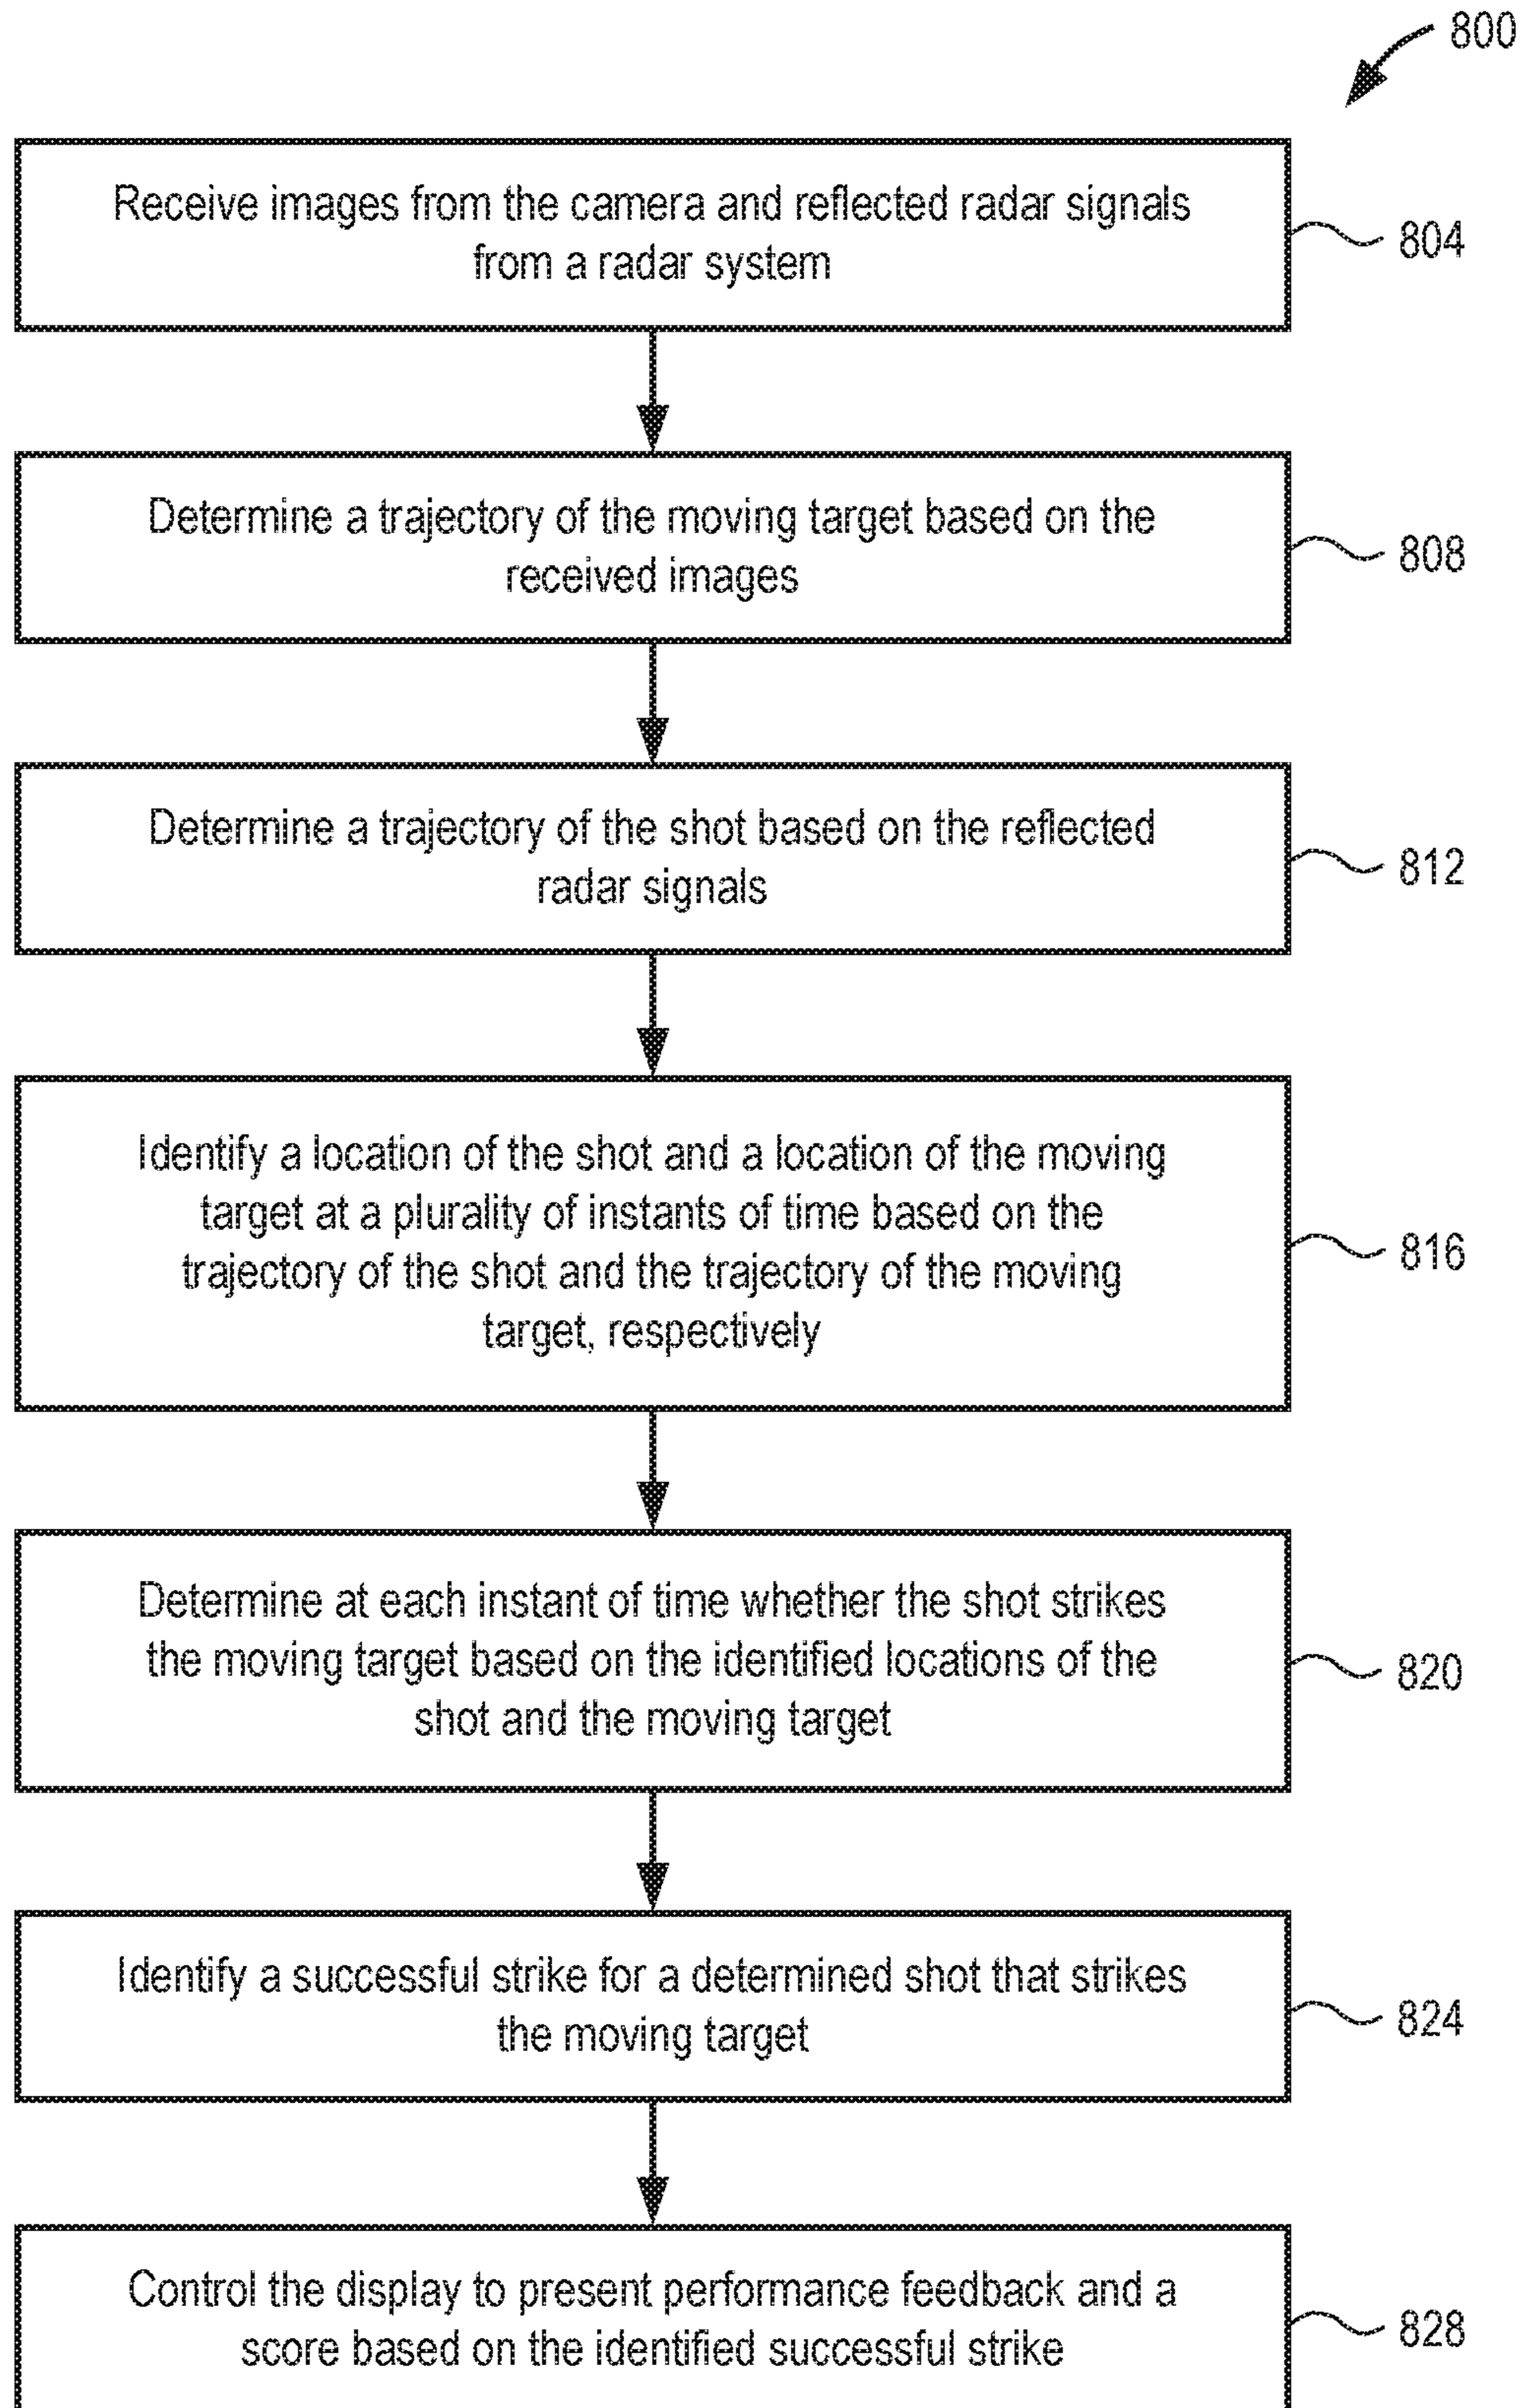 800
Receive images from the camera and reflected radar signals
from a radar system
804
Determine a trajectory of the moving target based on the
received images
808
Determine a trajectory of the shot based on the reflected
radar signals
812
Identify a location of the shot and a location of the moving
target at a plurality of instants of time based on the
trajectory of the shot and the trajectory of the moving
target, respectively
816
Determine at each instant of time whether the shot strikes
the moving target based on the identified locations of the
shot and the moving target
820
Identify a successful strike for a determined shot that strikes
the moving target
824
Control the display to present performance feedback and a
score based on the identified successful strike
828